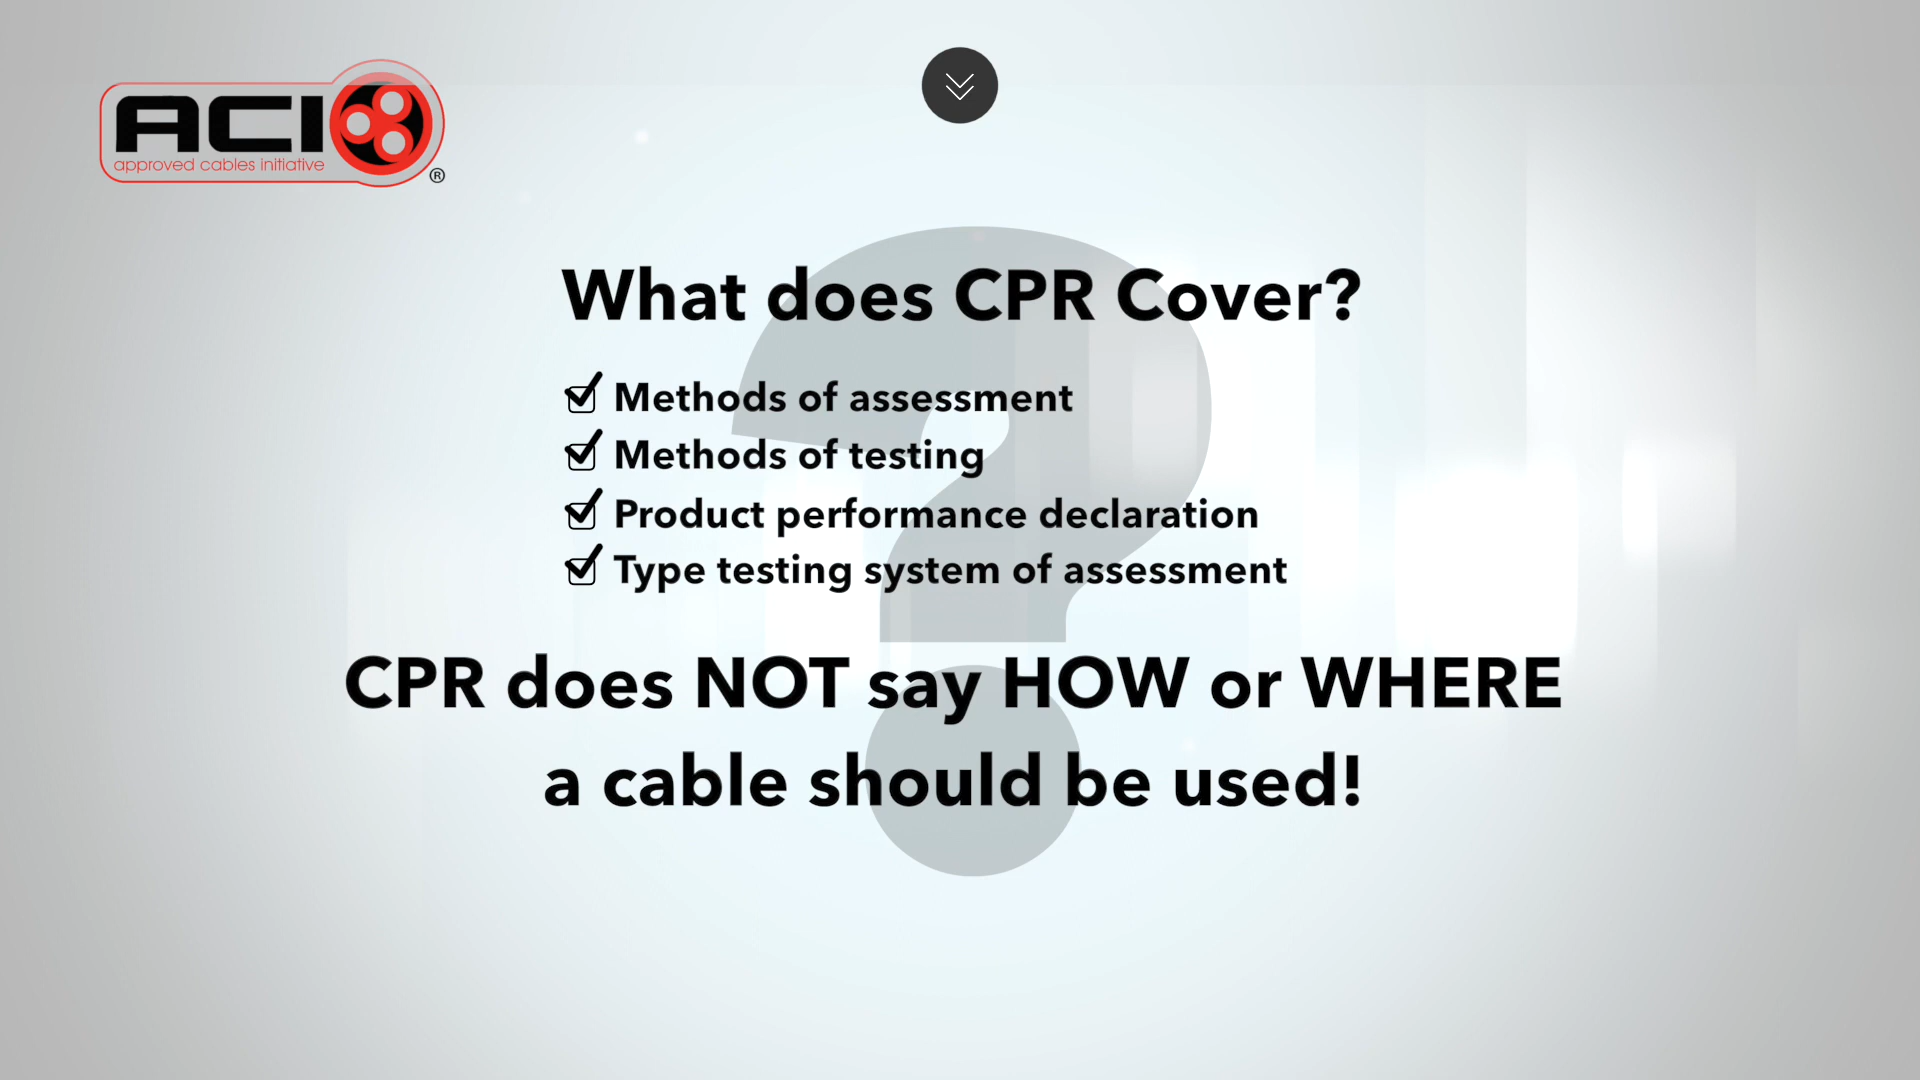 ACI
approved cables initiative
®
What does CPR Cover?
Methods of assessment
Methods of testing
Product performance declaration
Type testing system of assessment
CPR does NOT say HOW or WHERE
a cable should be used!